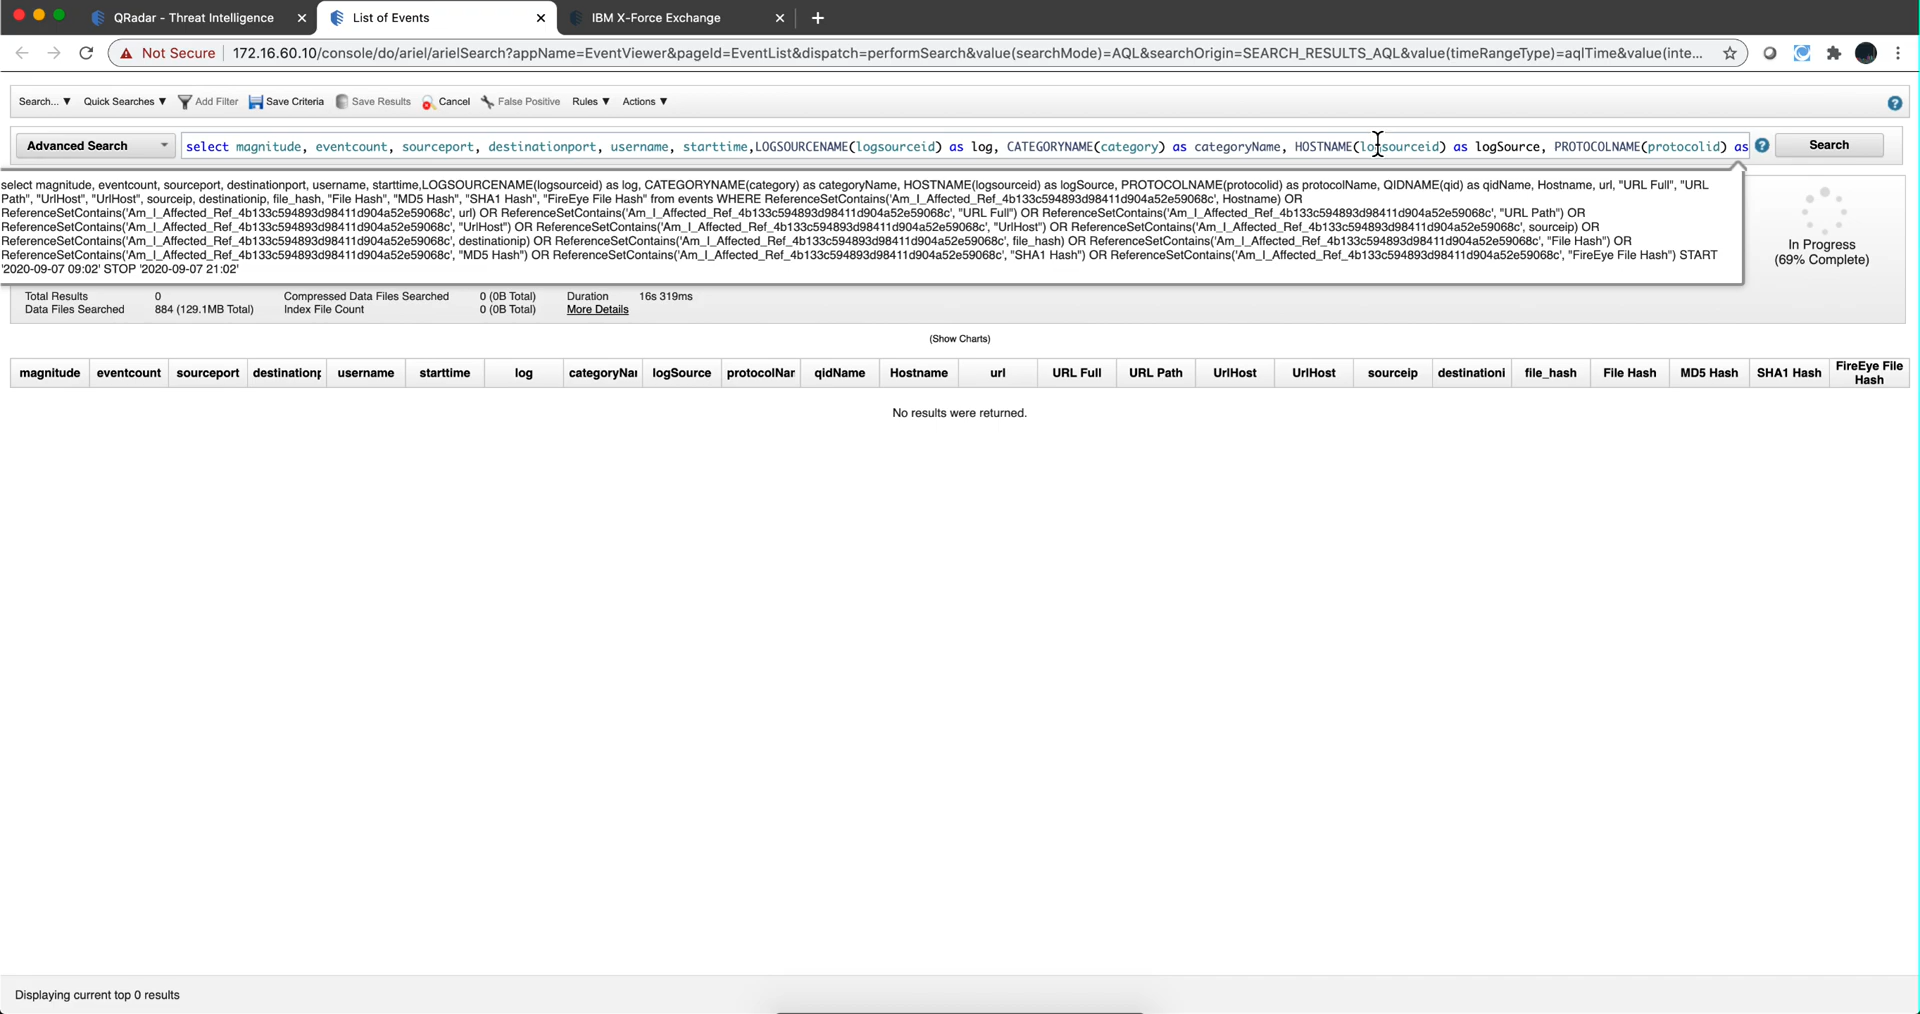 QRadar - Threat Intelligence
List of Events
IBM X-Force Exchange
Not Secure
172.16.60.10/console/do/ariel/arielSearch?appName=EventViewer&pageId=EventList&dispatch=performSearch&value(searchMode)=AQL&searchOrigin=SEARCH_RESULTS_AQL&value(timeRangeType)=aqlTime&value(inte...
Search... ▼ Quick Searches ▼ Add Filter Save Criteria Save Results Cancel False Positive Rules ▼ Actions ▼
Advanced Search
select magnitude, eventcount, sourceport, destinationport, username, starttime,LOGSOURCENAME(logsourceid) as log, CATEGORYNAME(category) as categoryName, HOSTNAME(logsourceid) as logSource, PROTOCOLNAME(protocolid) as
Search
select magnitude, eventcount, sourceport, destinationport, username, starttime,LOGSOURCENAME(logsourceid) as log, CATEGORYNAME(category) as categoryName, HOSTNAME(logsourceid) as logSource, PROTOCOLNAME(protocolid) as protocolName, QIDNAME(qid) as qidName, Hostname, url, "URL Full", "URL
Path", "UrlHost", "UrlHost", sourceip, destinationip, file_hash, "File Hash", "MD5 Hash", "SHA1 Hash", "FireEye File Hash" from events WHERE ReferenceSetContains('Am_I_Affected_Ref_4b133c594893d98411d904a52e59068c', Hostname) OR
ReferenceSetContains('Am_I_Affected_Ref_4b133c594893d98411d904a52e59068c', url) OR ReferenceSetContains('Am_I_Affected_Ref_4b133c594893d98411d904a52e59068c', "URL Full") OR ReferenceSetContains('Am_I_Affected_Ref_4b133c594893d98411d904a52e59068c', "URL Path") OR
ReferenceSetContains('Am_I_Affected_Ref_4b133c594893d98411d904a52e59068c', "UrlHost") OR ReferenceSetContains('Am_I_Affected_Ref_4b133c594893d98411d904a52e59068c', "UrlHost") OR ReferenceSetContains('Am_I_Affected_Ref_4b133c594893d98411d904a52e59068c', sourceip) OR
ReferenceSetContains('Am_I_Affected_Ref_4b133c594893d98411d904a52e59068c', destinationip) OR ReferenceSetContains('Am_I_Affected_Ref_4b133c594893d98411d904a52e59068c', file_hash) OR ReferenceSetContains('Am_I_Affected_Ref_4b133c594893d98411d904a52e59068c', "File Hash") OR
ReferenceSetContains('Am_I_Affected_Ref_4b133c594893d98411d904a52e59068c', "MD5 Hash") OR ReferenceSetContains('Am_I_Affected_Ref_4b133c594893d98411d904a52e59068c', "SHA1 Hash") OR ReferenceSetContains('Am_I_Affected_Ref_4b133c594893d98411d904a52e59068c', "FireEye File Hash") START
'2020-09-07 09:02' STOP '2020-09-07 21:02'
In Progress
(69% Complete)
Total Results 0 Compressed Data Files Searched 0 (0B Total) Duration 16s 319ms
Data Files Searched 884 (129.1MB Total) Index File Count 0 (0B Total) More Details
(Show Charts)
magnitude eventcount sourceport destinationp username starttime log categoryNar logSource protocolNar qidName Hostname url URL Full URL Path UrlHost UrlHost sourceip destinationi file_hash File Hash MD5 Hash SHA1 Hash FireEye File
Hash
No results were returned.
Displaying current top 0 results